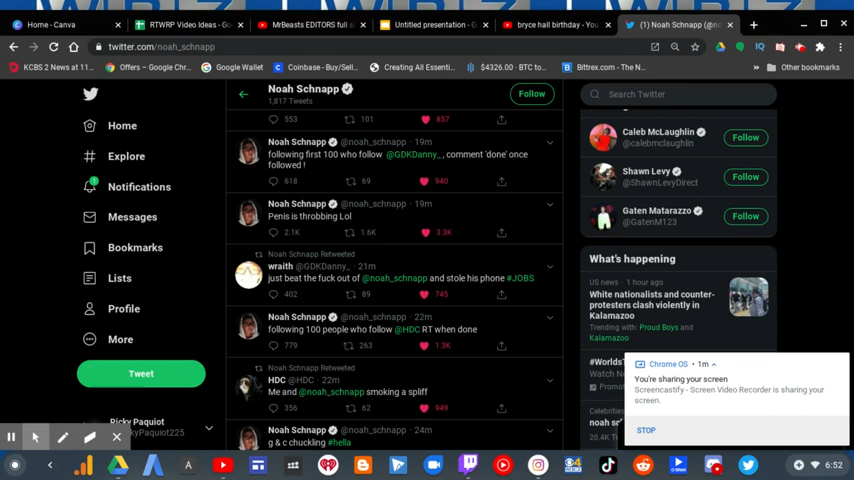 Home - Canva
RTWRP Video Ideas - Go
MrBeasts EDITORS full s
Untitled presentation - G
bryce hall birthday - You
(1) Noah Schnapp (@no
twitter.com/noah_schnapp
KCBS 2 News at 11...
Offers – Google Chr...
Google Wallet
Coinbase - Buy/Sell...
Creating All Essenti...
$4326.00 - BTC to...
Bittrex.com - The N...
»
Other bookmarks
Noah Schnapp
1,817 Tweets
Follow
Search Twitter
Home
Explore
1
Notifications
Messages
Bookmarks
Lists
Profile
More
Tweet
Ricky Paquiot
ckyPaquiot225
553 101 857
Noah Schnapp @noah_schnapp · 19m
following first 100 who follow @GDKDanny_ , comment 'done' once
followed !
618 69 940
Noah Schnapp @noah_schnapp · 19m
Penis is throbbing Lol
2.1K 1.6K 3.3K
Noah Schnapp Retweeted
wraith @GDKDanny_ · 21m
just beat the fuck out of @noah_schnapp and stole his phone #JOBS
402 89 745
Noah Schnapp @noah_schnapp · 22m
following 100 people who follow @HDC RT when done
779 263 1.3K
Noah Schnapp Retweeted
HDC @HDC · 22m
Me and @noah_schnapp smoking a spliff
356 62 949
Noah Schnapp @noah_schnapp · 24m
g & c chuckling #hella
Caleb McLaughlin
@calebmclaughlin
Follow
Shawn Levy
@ShawnLevyDirect
Follow
Gaten Matarazzo
@GatenM123
Follow
What's happening
US news · 1 hour ago
White nationalists and counter-
protesters clash violently in
Kalamazoo
Trending with: Proud Boys and
Kalamazoo
#WorldsT
Watch Ne
Promot
Celebrities
noah sc
20.4K T
Chrome OS • 1m
You're sharing your screen
Screencastify - Screen Video Recorder is sharing your
screen.
STOP
6:52